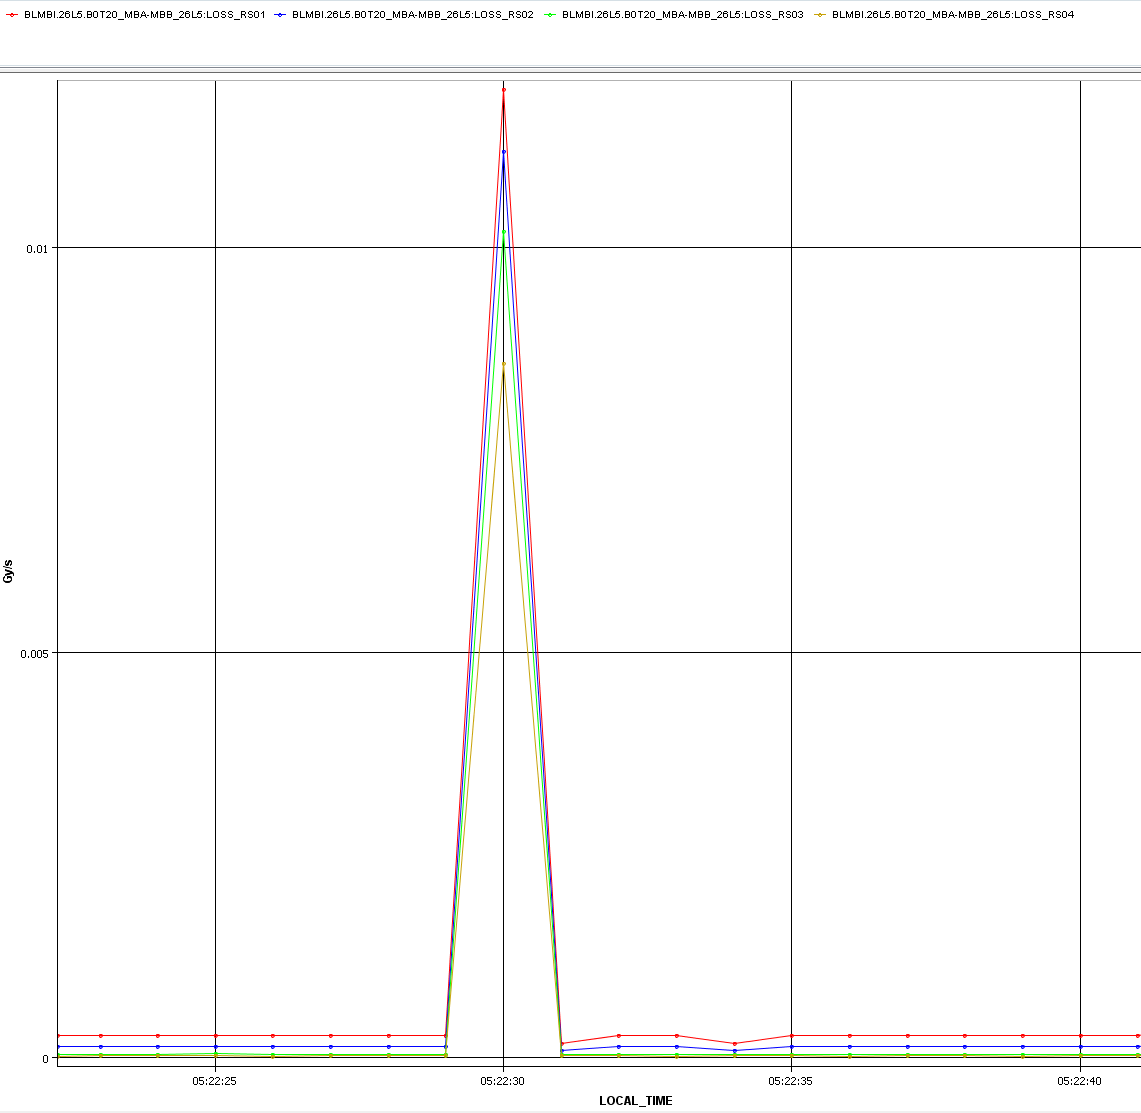 BLMBI.26L5.B0T20_MBA-MBB_26L5:LOSS_RS01 BLMBI.26L5.B0T20_MBA-MBB_26L5:LOSS_RS02 BLMBI.26L5.B0T20_MBA-MBB_26L5:LOSS_RS03 BLMBI.26L5.B0T20_MBA-MBB_26L5:LOSS_RS04
0.01
Gy/s
0.005
0
05:22:25 05:22:30 05:22:35 05:22:40
LOCAL_TIME